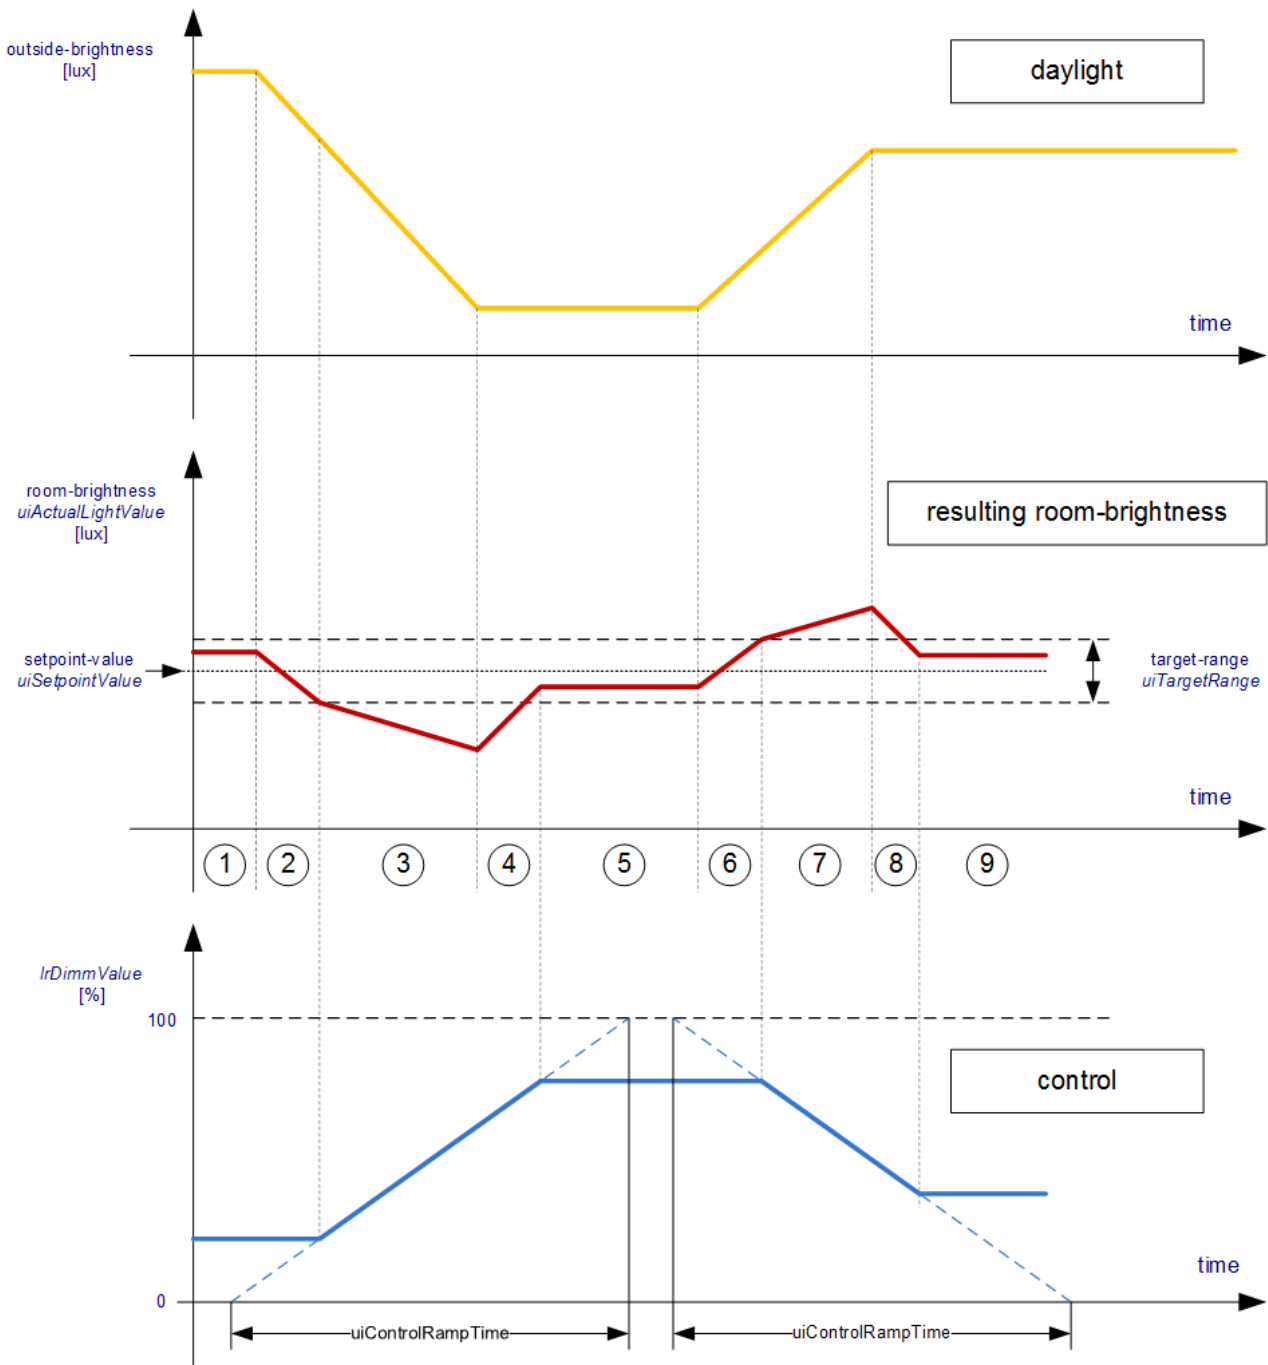 outside-brightness
[lux]
daylight
time
room-brightness
uiActualLightValue
[lux]
resulting room-brightness
setpoint-value
uiSetpointValue
target-range
uiTargetRange
time
1 2 3 4 5 6 7 8 9
lrDimmValue
[%]
100
control
time
0
uiControlRampTime uiControlRampTime